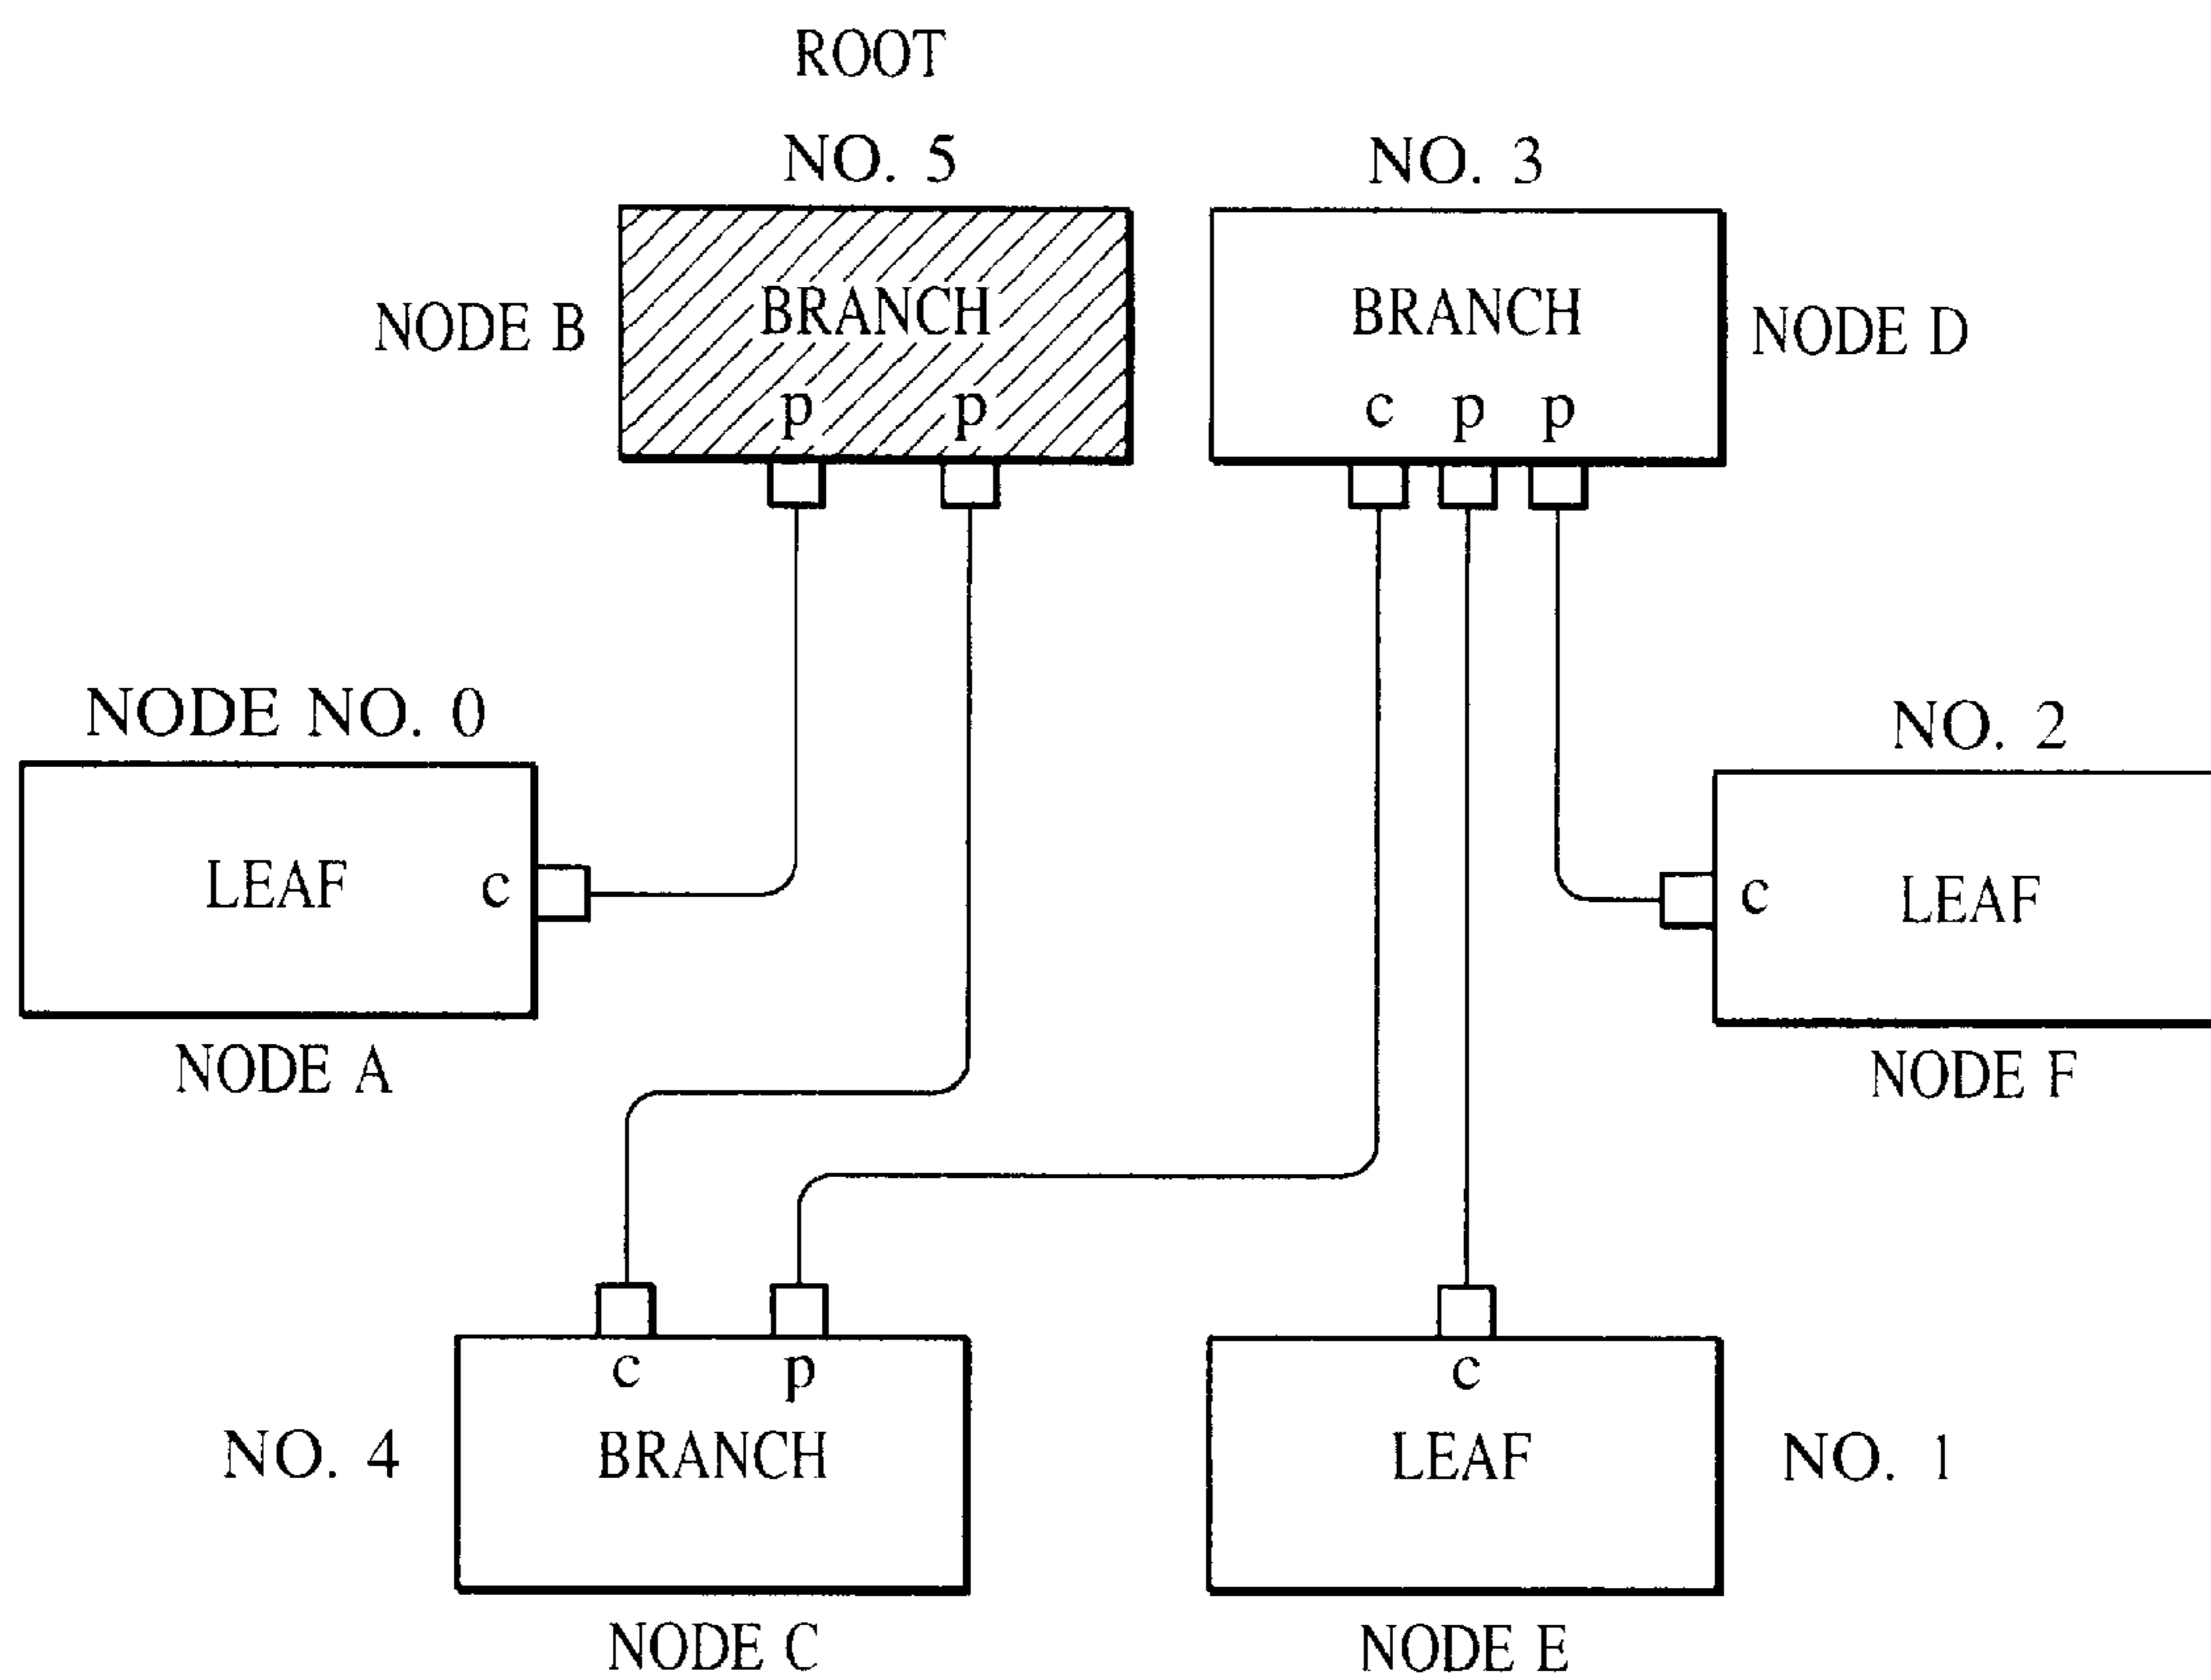 ROOT
NO. 5
NO. 3
NODE B
BRANCH
BRANCH
NODE D
p p
c p p
NODE NO. 0
NO. 2
LEAF c
c LEAF
NODE A
NODE F
c p
c
NO. 4
BRANCH
LEAF
NO. 1
NODE C
NODE E